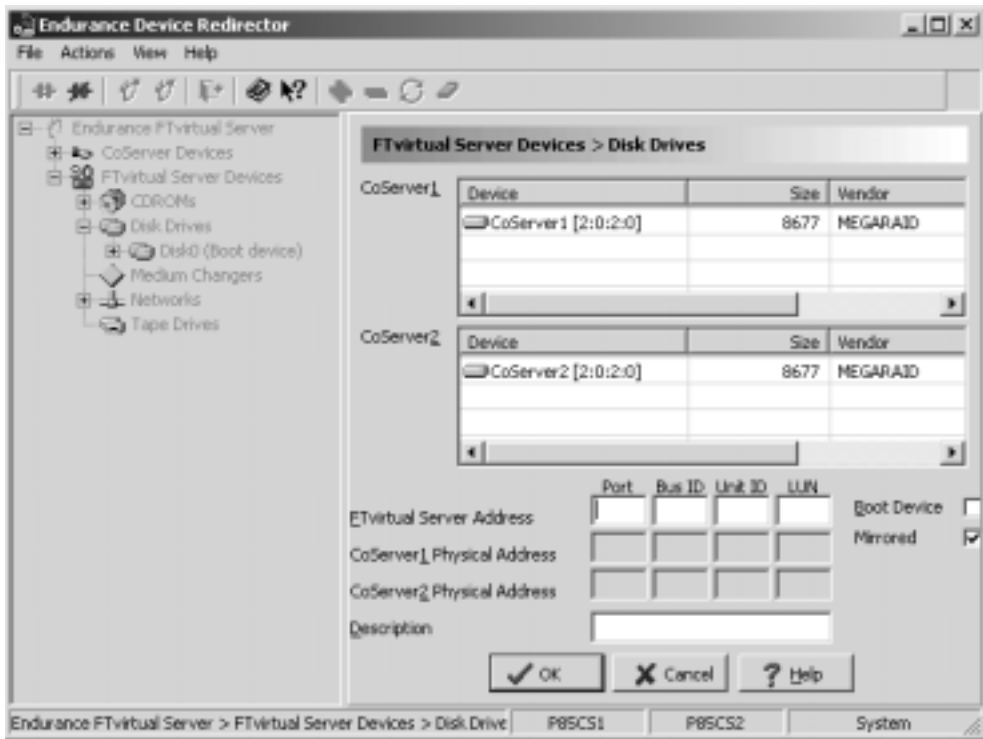 Endurance Device Redirector
File Actions View Help
Endurance FTvirtual Server
CoServer Devices
FTvirtual Server Devices
CDROMs
Disk Drives
Disk0 (Boot device)
Medium Changers
Networks
Tape Drives
FTvirtual Server Devices > Disk Drives
CoServer1
Device Size Vendor
CoServer1 [2:0:2:0] 8677 MEGARAID
CoServer2
Device Size Vendor
CoServer2 [2:0:2:0] 8677 MEGARAID
Port Bus ID Unit ID LUN
FTvirtual Server Address
Boot Device
CoServer1 Physical Address
Mirrored
CoServer2 Physical Address
Description
OK Cancel Help
Endurance FTvirtual Server > FTvirtual Server Devices > Disk Drive P85CS1 P85CS2 System